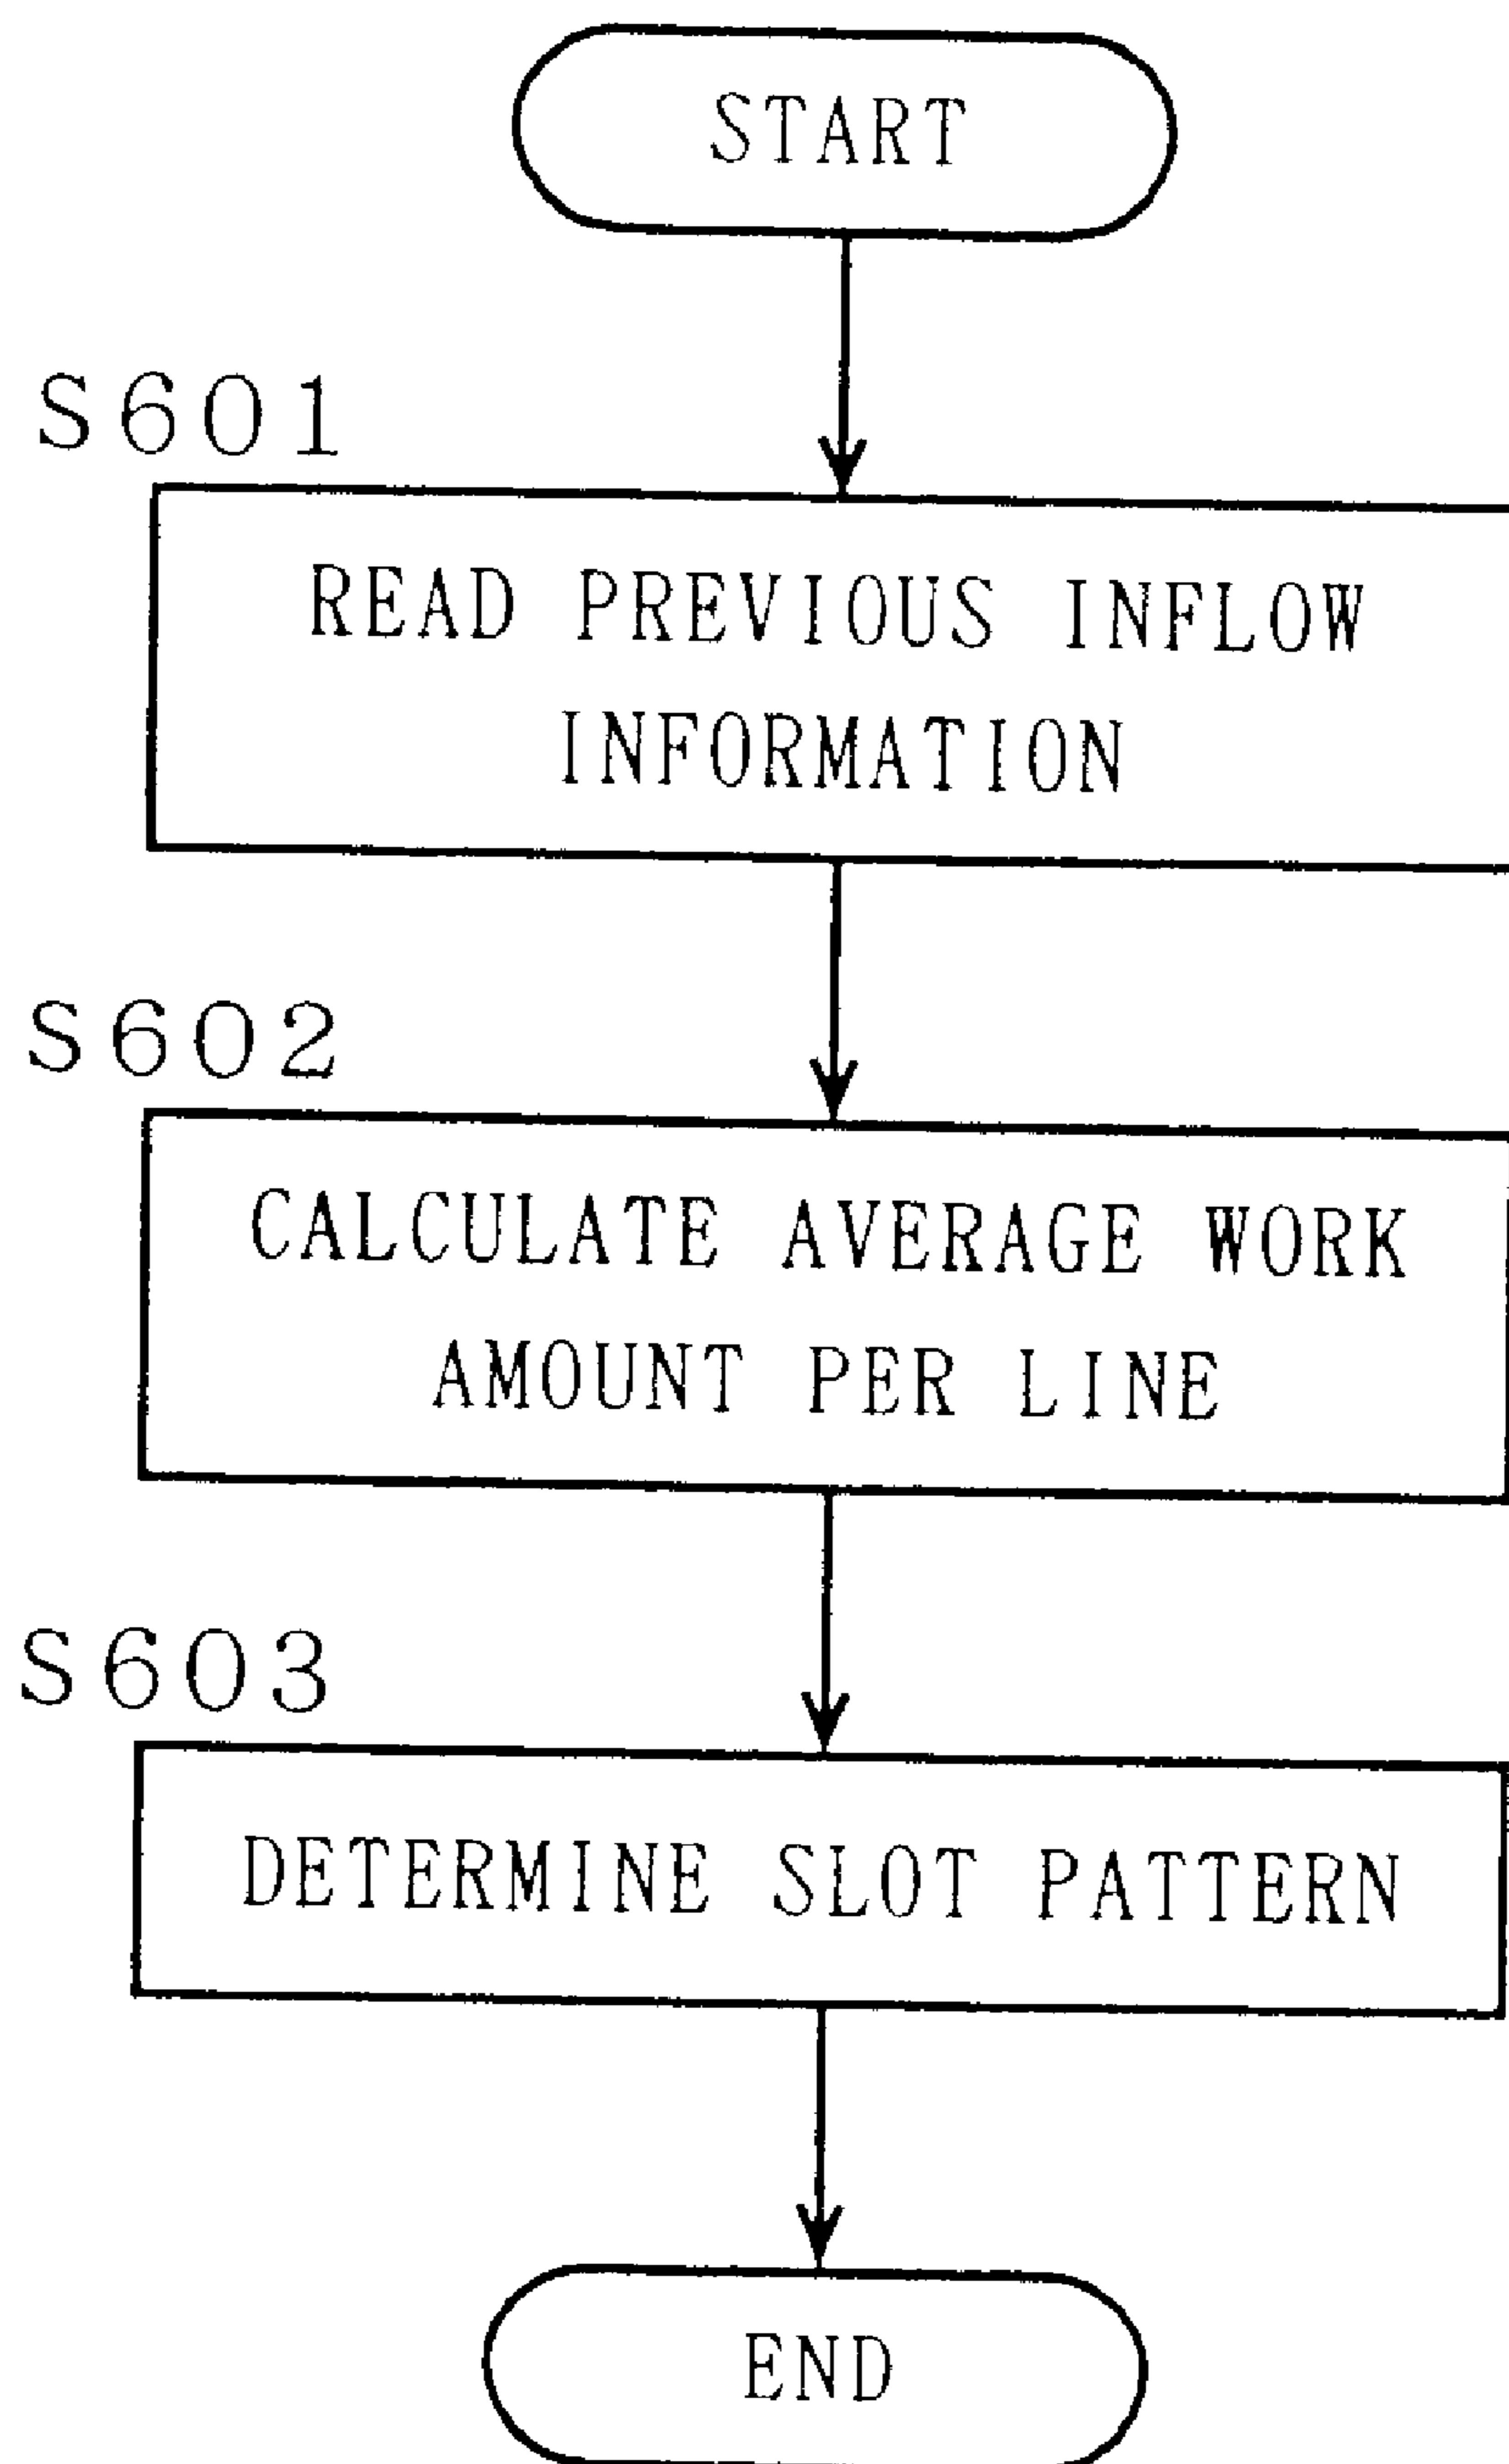 START
S601
READ PREVIOUS INFLOW
INFORMATION
S602
CALCULATE AVERAGE WORK
AMOUNT PER LINE
S603
DETERMINE SLOT PATTERN
END